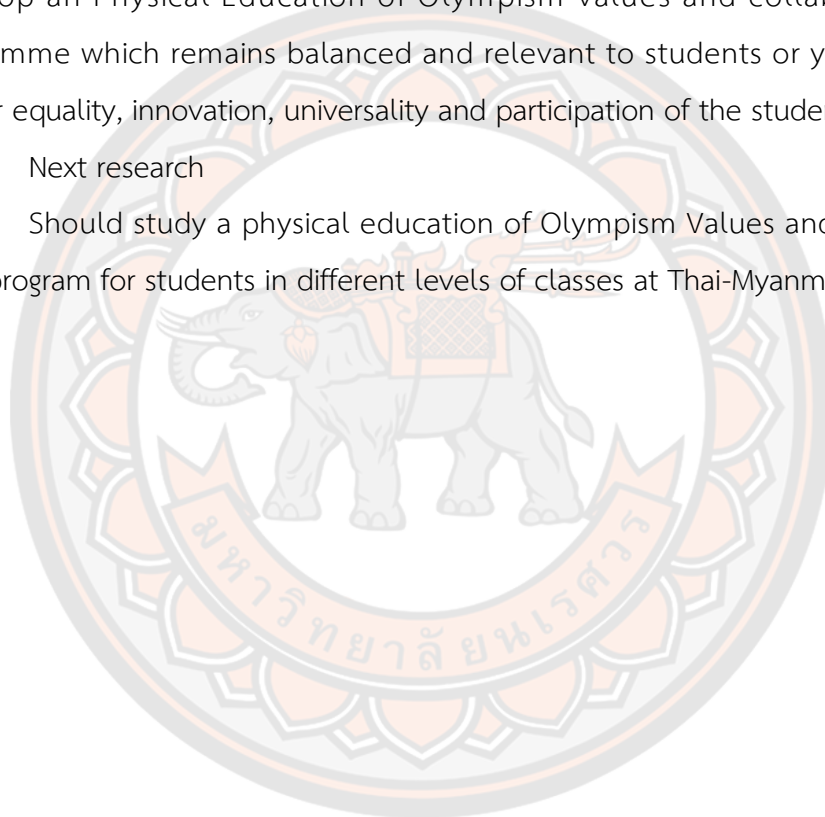 op an Physical Education of Olympism Values and collab
mme which remains balanced and relevant to students or y
equality, innovation, universality and participation of the stude
Next research
Should study a physical education of Olympism Values and
program for students in different levels of classes at Thai-Myanm
มหาวิทยาลัยนเรศวร